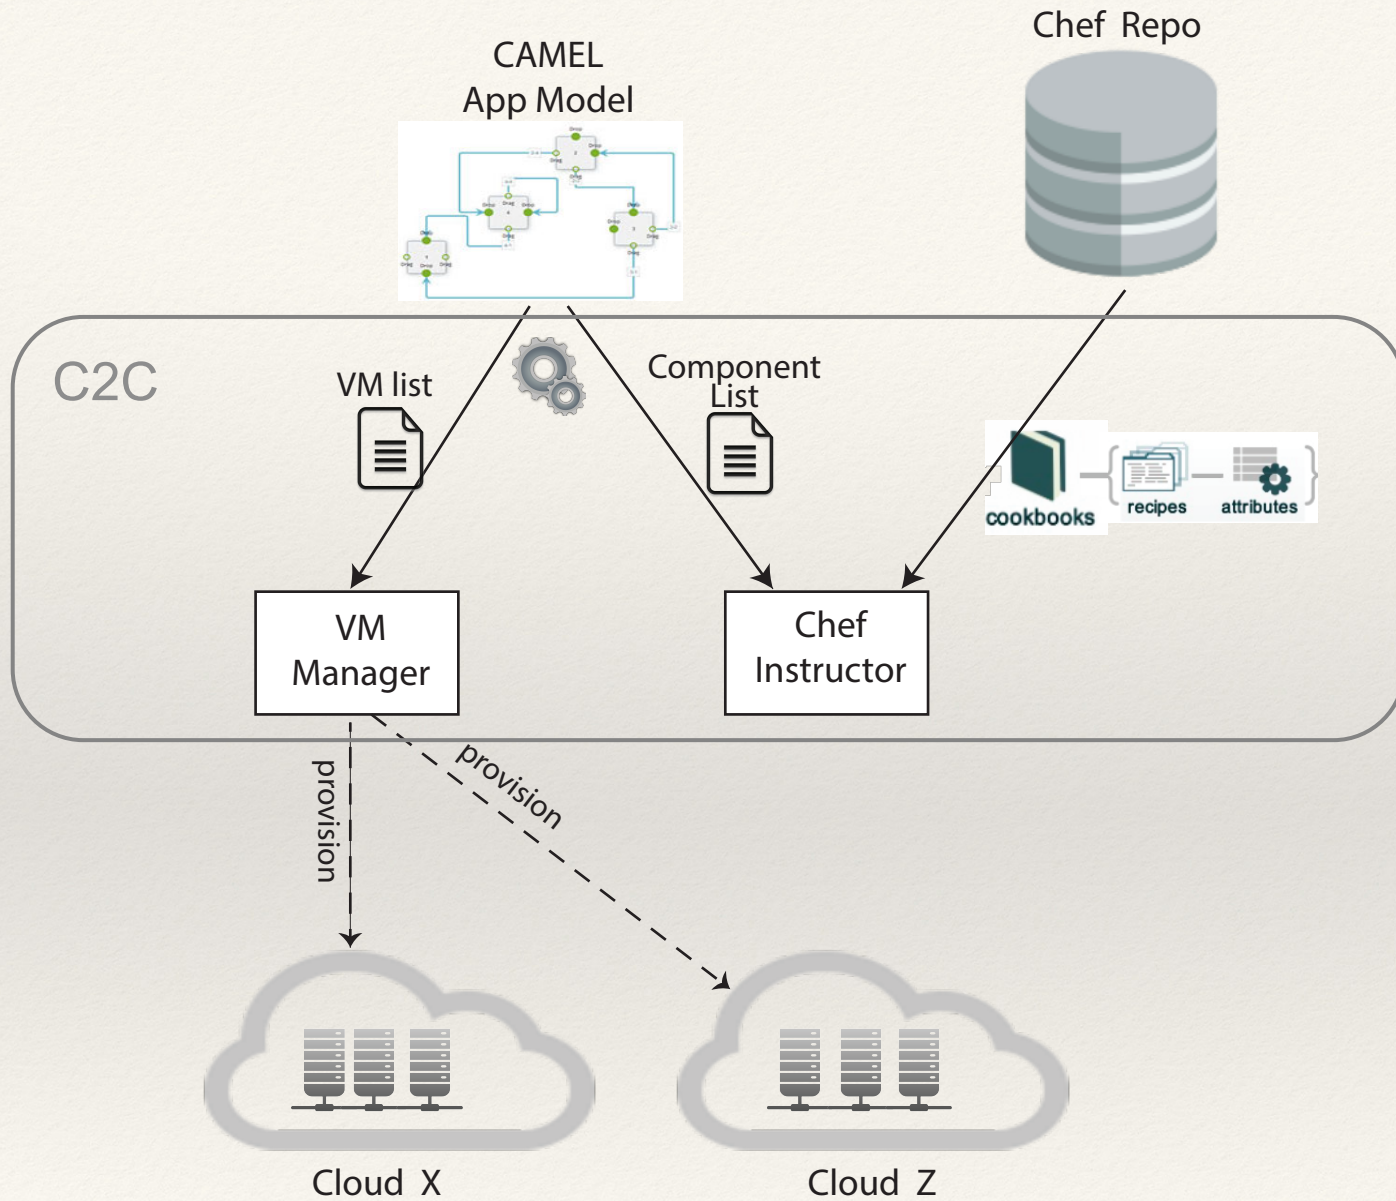 Chef Repo
CAMEL
App Model
C2C
VM list
Component
List
cookbooks
recipes
attributes
VM
Manager
Chef
Instructor
provision
provision
Cloud X
Cloud Z